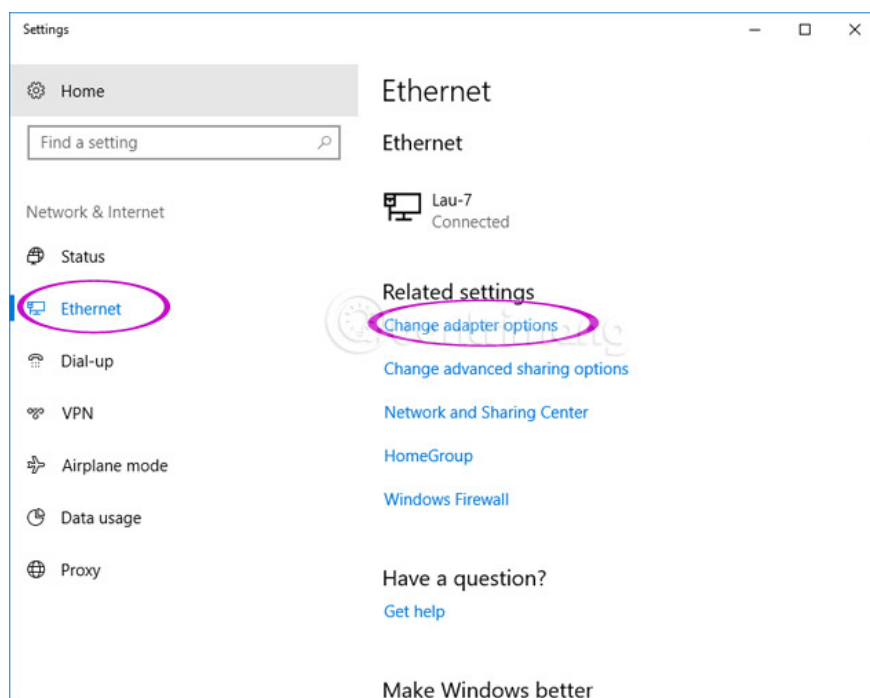 Settings
Home
Find a setting
Network & Internet
Status
Ethernet
Dial-up
VPN
Airplane mode
Data usage
Proxy
Ethernet
Ethernet
Lau-7
Connected
Related settings
Change adapter options
Change advanced sharing options
Network and Sharing Center
HomeGroup
Windows Firewall
Have a question?
Get help
Make Windows better